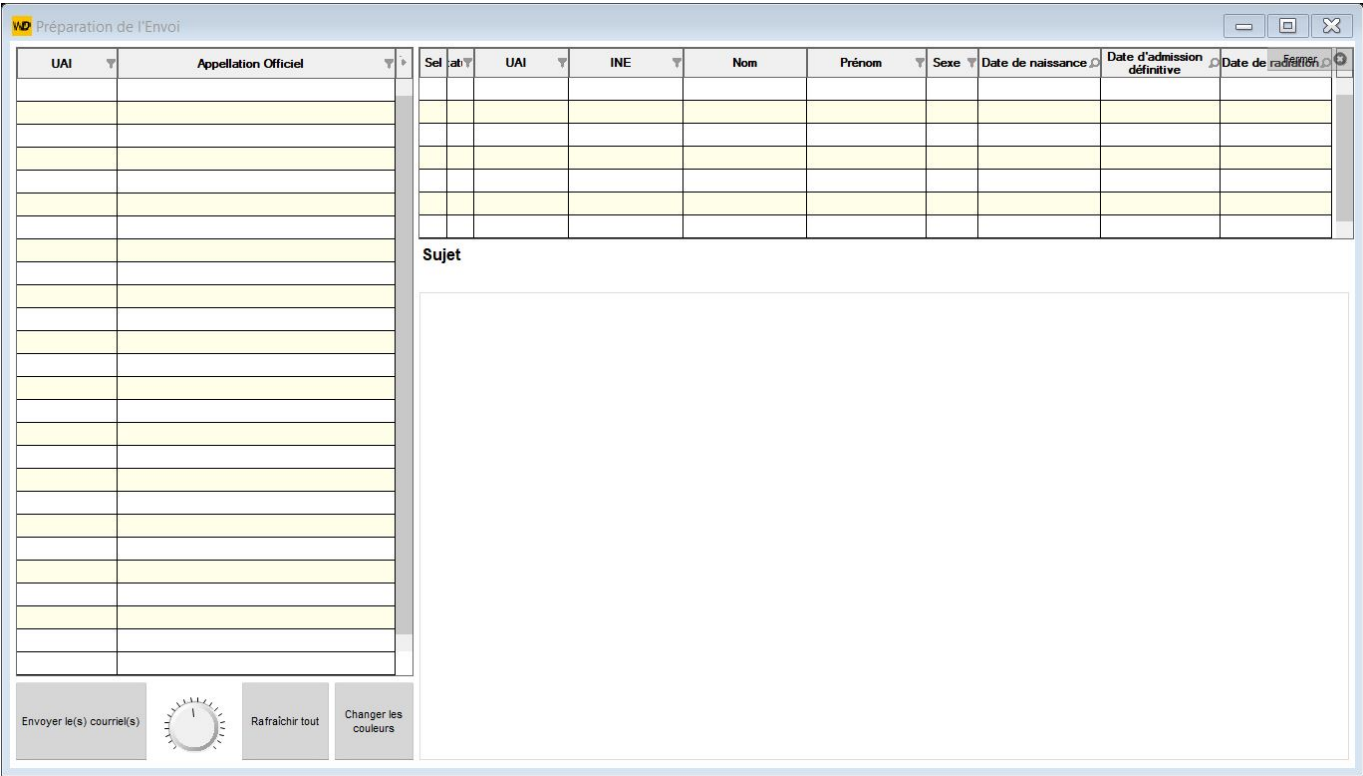 WD Préparation de l'Envoi
UAI Appellation Officiel
Sel UAI INE Nom Prénom Sexe Date de naissance Date d'admission définitive Date de radiation Fermer
Sujet
Envoyer le(s) courriel(s)
Rafraîchir tout
Changer les
couleurs